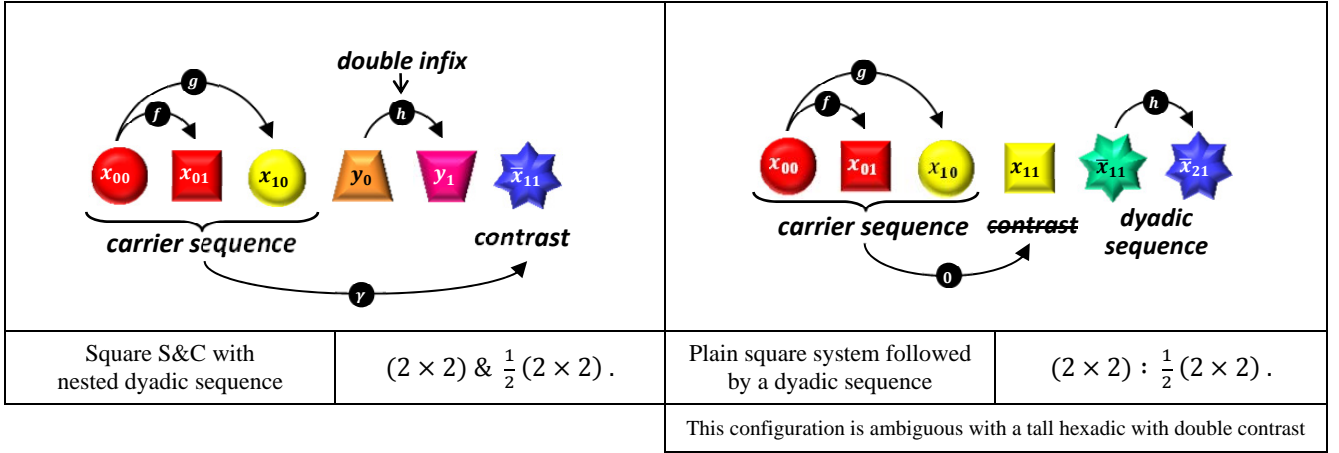 double infix
g
f
h
x₀₀ x₀₁ x₁₀ y₀ y₁ x̄₁₁
carrier sequence
contrast
γ
Square S&C with
nested dyadic sequence
(2 × 2) & ½ (2 × 2) .
g
f
h
x₀₀ x₀₁ x₁₀ x₁₁ x̄₁₁ x̄₂₁
carrier sequence contrast dyadic
sequence
0
Plain square system followed
by a dyadic sequence
(2 × 2) : ½ (2 × 2) .
This configuration is ambiguous with a tall hexadic with double contrast